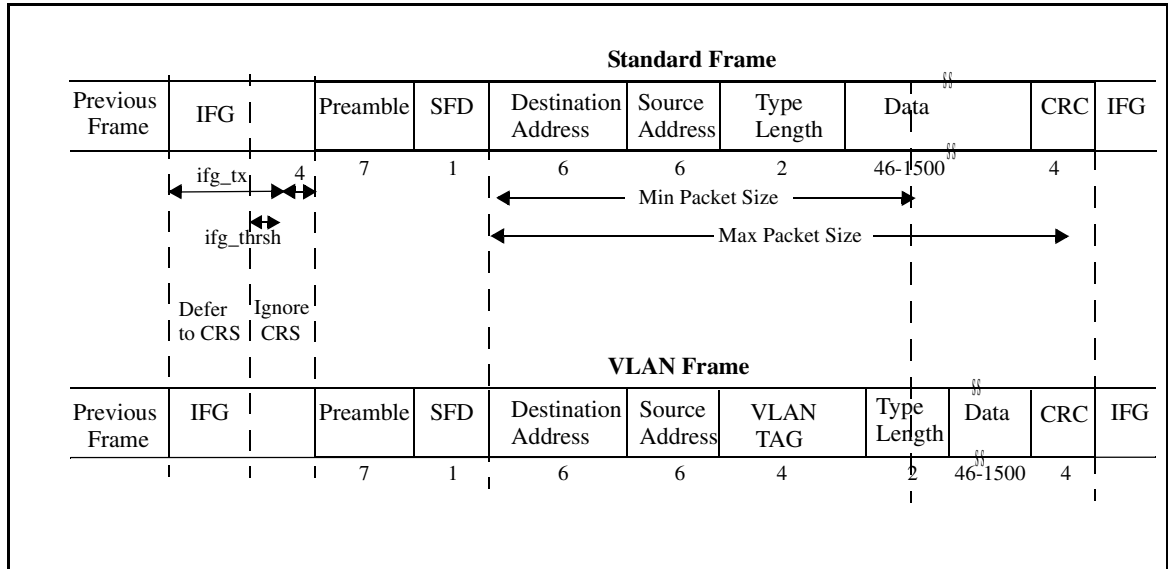 Standard Frame
Previous Frame IFG Preamble SFD Destination Address Source Address Type Length Data CRC IFG
7 1 6 6 2 46-1500 4
ifg_tx 4
Min Packet Size
ifg_thrsh
Max Packet Size
Defer to CRS
Ignore CRS
VLAN Frame
Previous Frame IFG Preamble SFD Destination Address Source Address VLAN TAG Type Length Data CRC IFG
7 1 6 6 4 2 46-1500 4